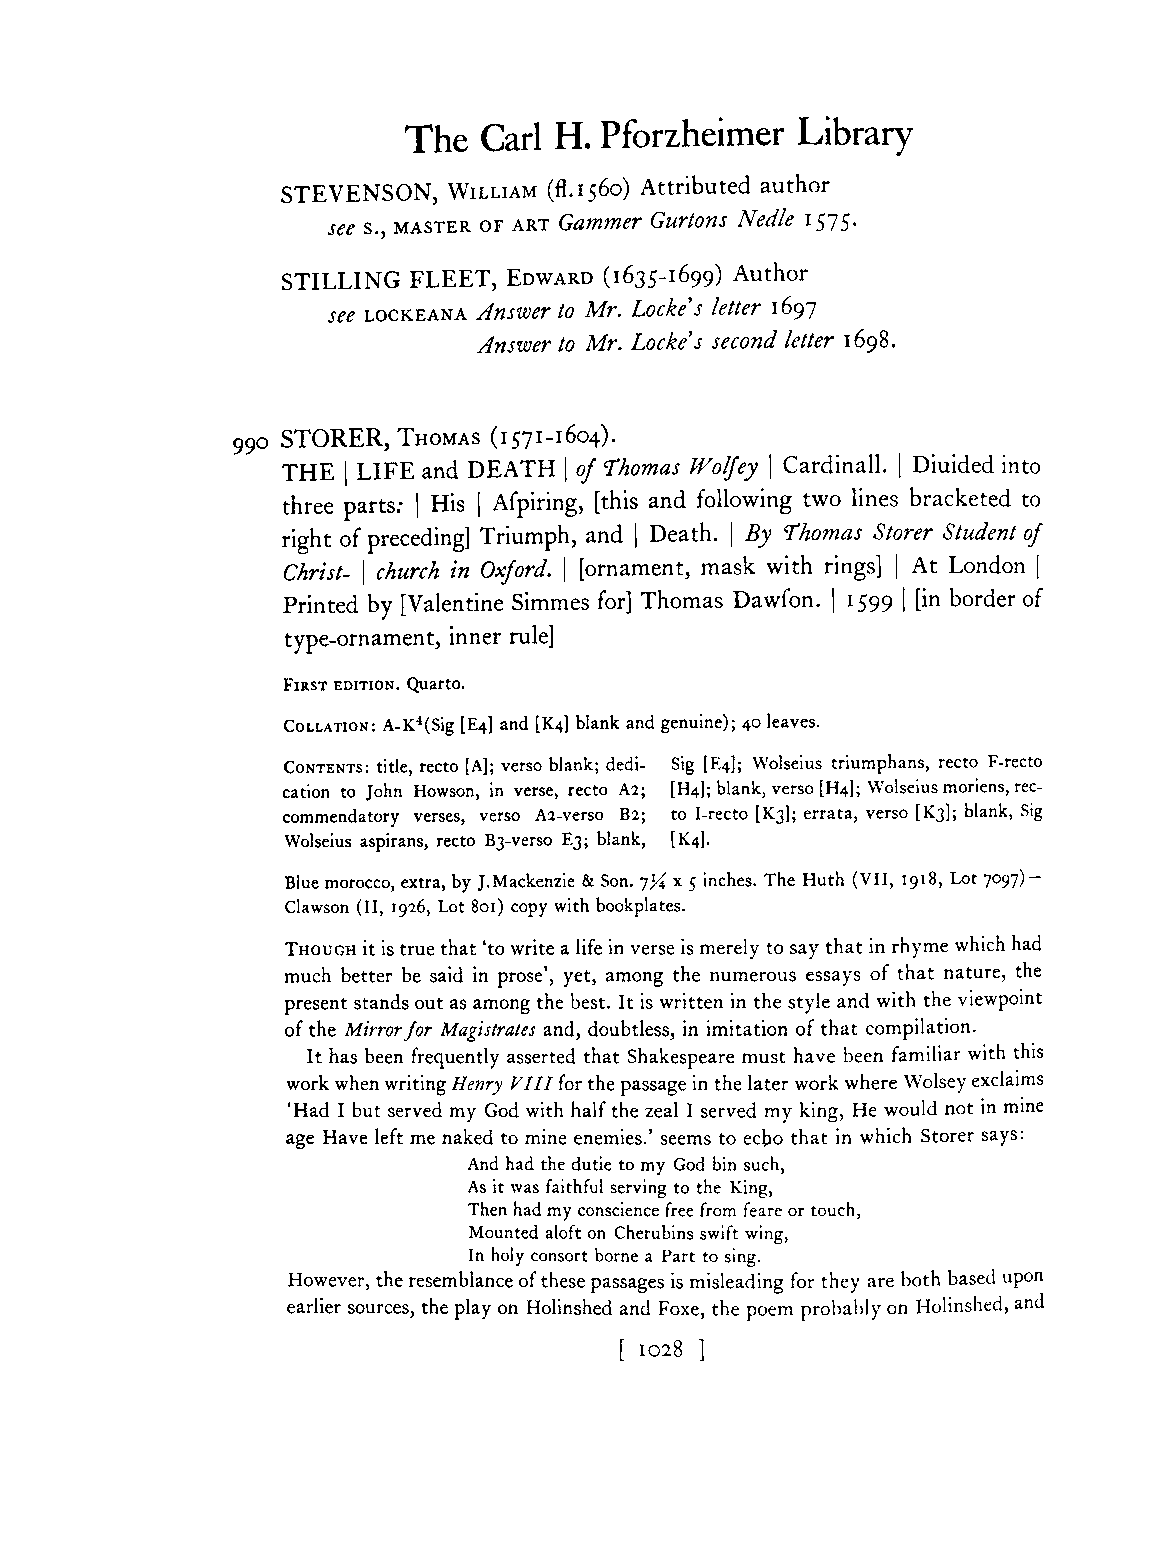 The Carl H. Pforzheimer Library
STEVENSON, WILLIAM (fl.1560) Attributed author
see S., MASTER OF ART Gammer Gurtons Nedle 1575.
STILLING FLEET, EDWARD (1635-1699) Author
see LOCKEANA Answer to Mr. Locke's letter 1697
Answer to Mr. Locke's second letter 1698.
990 STORER, THOMAS (1571-1604).
THE | LIFE and DEATH | of Thomas Wolſey | Cardinall. | Diuided into
three parts: | His | Aſpiring, [this and following two lines bracketed to
right of preceding] Triumph, and | Death. | By Thomas Storer Student of
Christ- | church in Oxford. | [ornament, mask with rings] | At London |
Printed by [Valentine Simmes for] Thomas Dawſon. | 1599 | [in border of
type-ornament, inner rule]
FIRST EDITION. Quarto.
COLLATION: A-K⁴(Sig [E4] and [K4] blank and genuine); 40 leaves.
CONTENTS: title, recto [A]; verso blank; dedi-
cation to John Howson, in verse, recto A2;
commendatory verses, verso A2-verso B2;
Wolseius aspirans, recto B3-verso E3; blank,
Sig [E4]; Wolseius triumphans, recto F-recto
[H4]; blank, verso [H4]; Wolseius moriens, rec-
to I-recto [K3]; errata, verso [K3]; blank, Sig
[K4].
Blue morocco, extra, by J.Mackenzie & Son. 7¼ x 5 inches. The Huth (VII, 1918, Lot 7097)—
Clawson (II, 1926, Lot 801) copy with bookplates.
THOUGH it is true that 'to write a life in verse is merely to say that in rhyme which had
much better be said in prose', yet, among the numerous essays of that nature, the
present stands out as among the best. It is written in the style and with the viewpoint
of the Mirror for Magistrates and, doubtless, in imitation of that compilation.
It has been frequently asserted that Shakespeare must have been familiar with this
work when writing Henry VIII for the passage in the later work where Wolsey exclaims
'Had I but served my God with half the zeal I served my king, He would not in mine
age Have left me naked to mine enemies.' seems to echo that in which Storer says:
And had the dutie to my God bin such,
As it was faithful serving to the King,
Then had my conscience free from feare or touch,
Mounted aloft on Cherubins swift wing,
In holy consort borne a Part to sing.
However, the resemblance of these passages is misleading for they are both based upon
earlier sources, the play on Holinshed and Foxe, the poem probably on Holinshed, and
[ 1028 ]